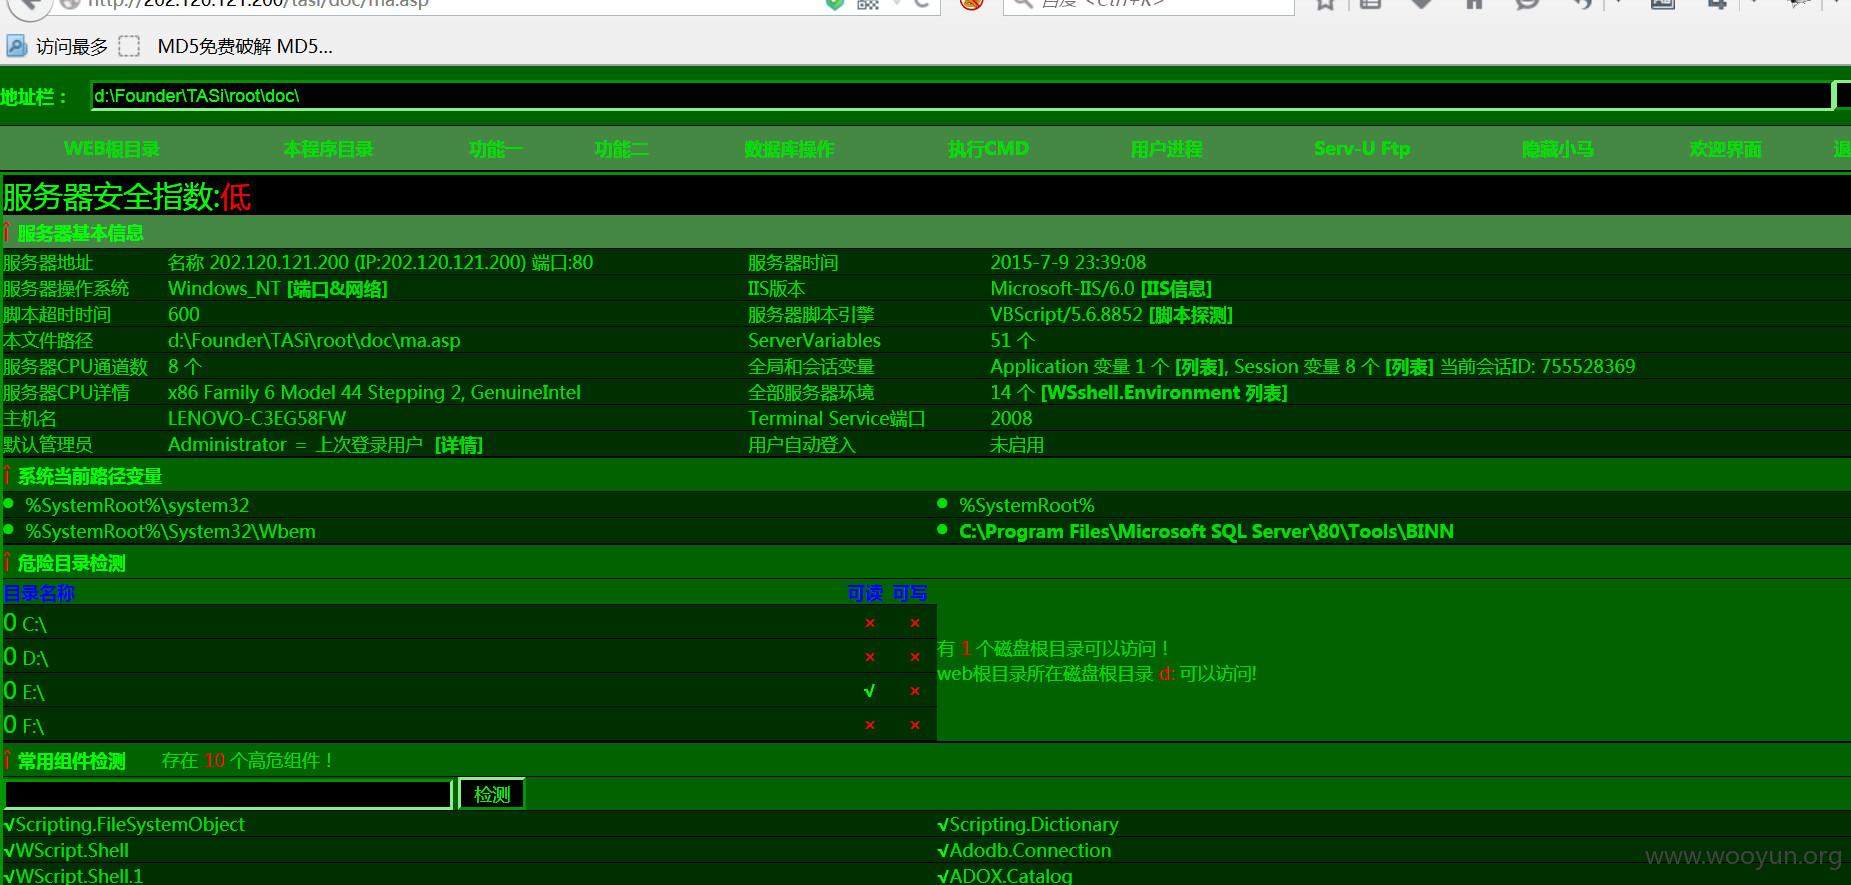 http://202.120.121.200/tasi/doc/ma.asp
百度 <Ctrl+K>
访问最多 MD5免费破解 MD5...
地址栏： d:\Founder\TASi\root\doc\
WEB根目录 本程序目录 功能一 功能二 数据库操作 执行CMD 用户进程 Serv-U Ftp 隐藏小马 欢迎界面 退
服务器安全指数:低
服务器基本信息
服务器地址 名称 202.120.121.200 (IP:202.120.121.200) 端口:80 服务器时间 2015-7-9 23:39:08
服务器操作系统 Windows_NT [端口&网络] IIS版本 Microsoft-IIS/6.0 [IIS信息]
脚本超时时间 600 服务器脚本引擎 VBScript/5.6.8852 [脚本探测]
本文件路径 d:\Founder\TASi\root\doc\ma.asp ServerVariables 51 个
服务器CPU通道数 8 个 全局和会话变量 Application 变量 1 个 [列表], Session 变量 8 个 [列表] 当前会话ID: 755528369
服务器CPU详情 x86 Family 6 Model 44 Stepping 2, GenuineIntel 全部服务器环境 14 个 [WSshell.Environment 列表]
主机名 LENOVO-C3EG58FW Terminal Service端口 2008
默认管理员 Administrator = 上次登录用户 [详情] 用户自动登入 未启用
系统当前路径变量
%SystemRoot%\system32 %SystemRoot%
%SystemRoot%\System32\Wbem C:\Program Files\Microsoft SQL Server\80\Tools\BINN
危险目录检测
目录名称 可读 可写
0 C:\ × ×
0 D:\ × ×
0 E:\ √ ×
0 F:\ × ×
有 1 个磁盘根目录可以访问！
web根目录所在磁盘根目录 d: 可以访问!
常用组件检测 存在 10 个高危组件！
检测
√Scripting.FileSystemObject √Scripting.Dictionary
√WScript.Shell √Adodb.Connection
√WScript.Shell.1 √ADOX.Catalog
www.wooyun.org